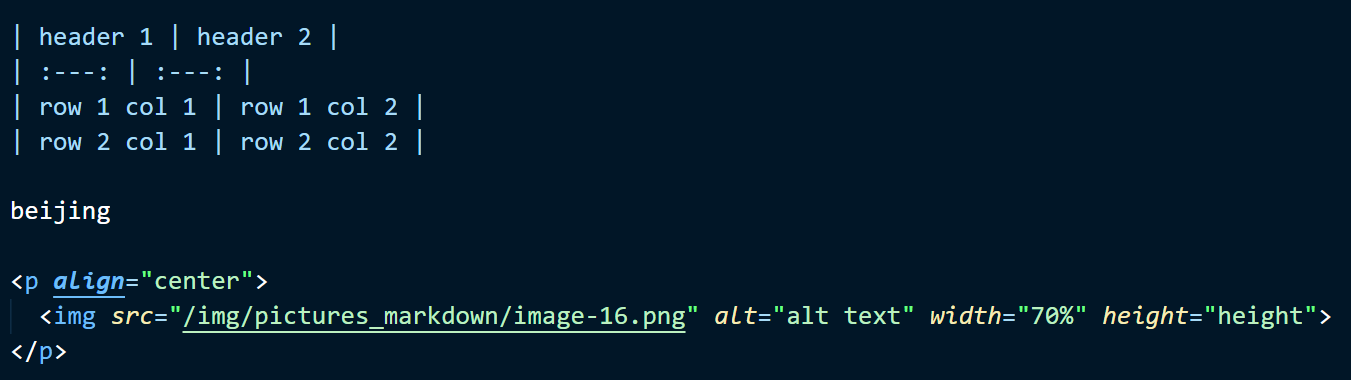 | header 1 | header 2 |
| :---: | :---: |
| row 1 col 1 | row 1 col 2 |
| row 2 col 1 | row 2 col 2 |
beijing
<p align="center">
<img src="/img/pictures_markdown/image-16.png" alt="alt text" width="70%" height="height">
</p>